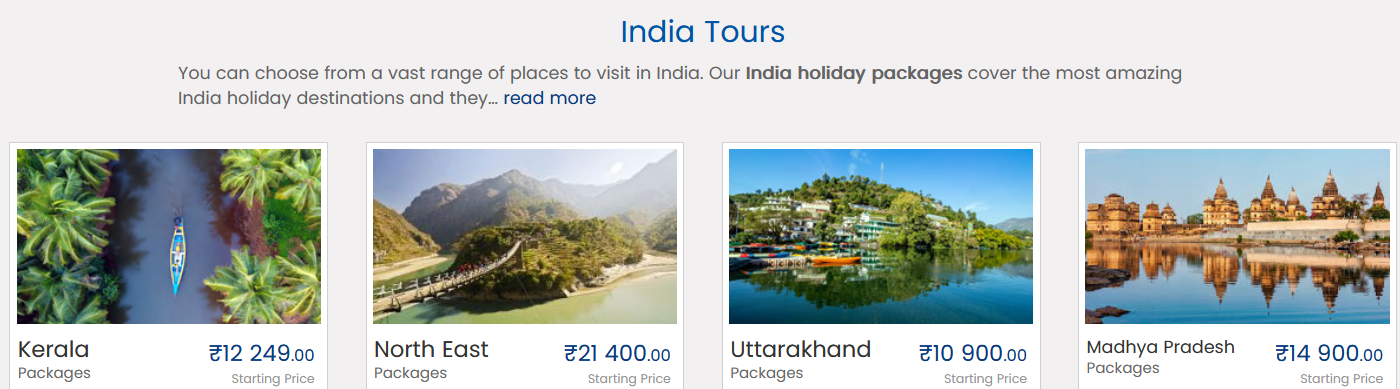 India Tours
You can choose from a vast range of places to visit in India. Our India holiday packages cover the most amazing
India holiday destinations and they... read more
Kerala ₹12 249.00
Packages Starting Price
North East ₹21 400.00
Packages Starting Price
Uttarakhand ₹10 900.00
Packages Starting Price
Madhya Pradesh ₹14 900.00
Packages Starting Price